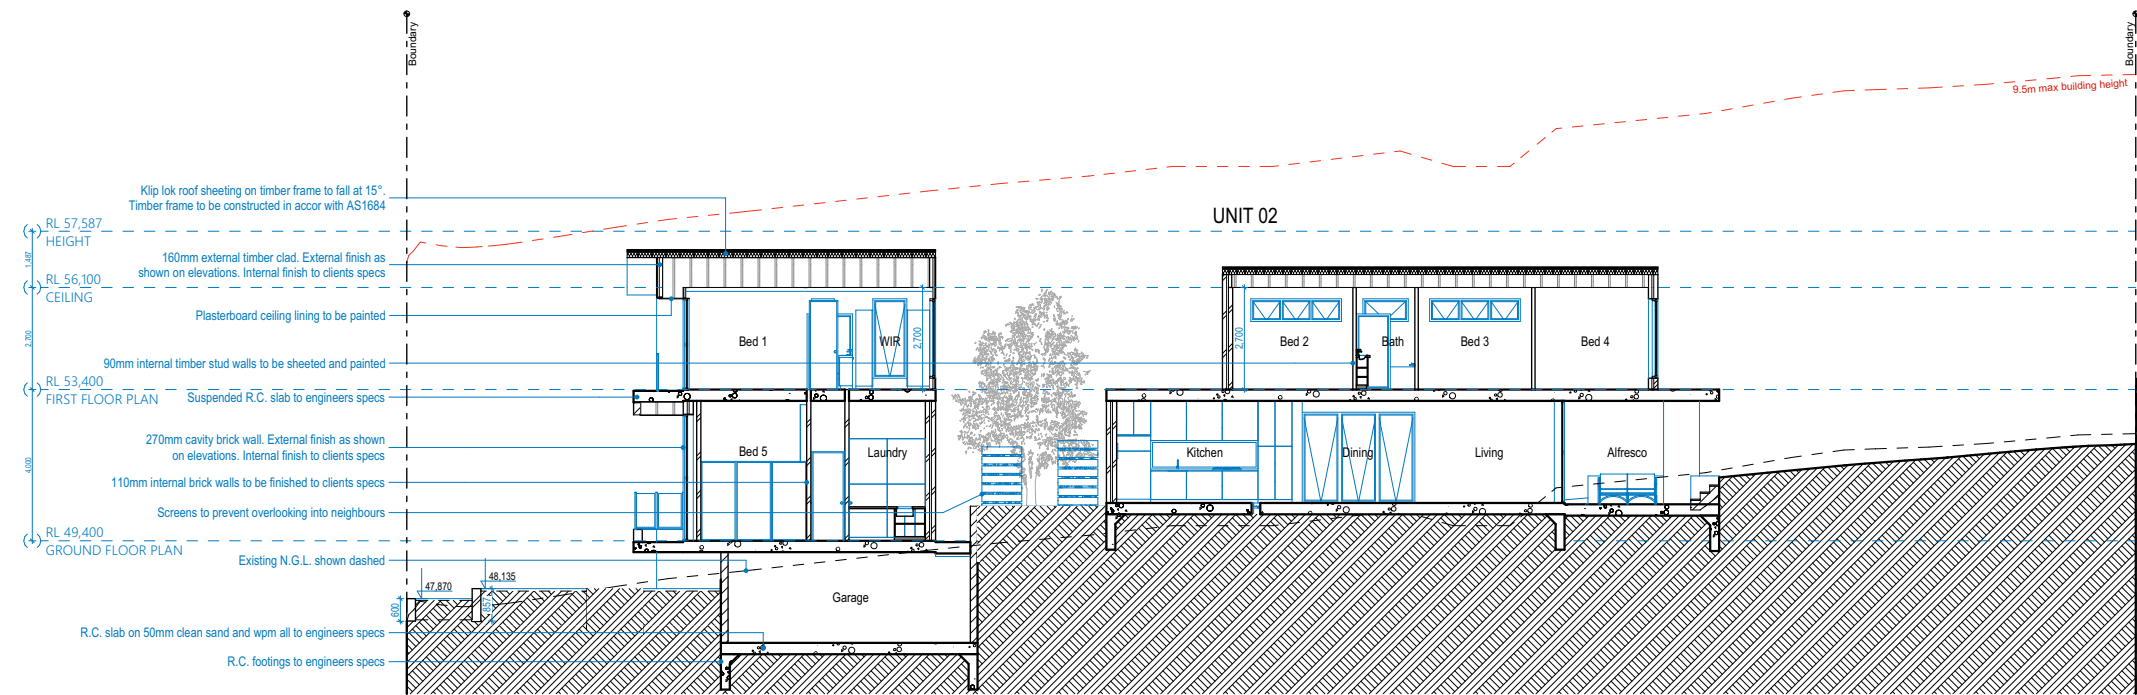 Boundary
Boundary
9.5m max building height
Klip lok roof sheeting on timber frame to fall at 15°.
Timber frame to be constructed in accor with AS1684
UNIT 02
RL 57,587
HEIGHT
1,487
160mm external timber clad. External finish as
shown on elevations. Internal finish to clients specs
RL 56,100
CEILING
Plasterboard ceiling lining to be painted
2,700
Bed 1
WIR
2,700
2,700
Bed 2
Bath
Bed 3
Bed 4
90mm internal timber stud walls to be sheeted and painted
RL 53,400
FIRST FLOOR PLAN
Suspended R.C. slab to engineers specs
270mm cavity brick wall. External finish as shown
on elevations. Internal finish to clients specs
4,000
Bed 5
Laundry
Kitchen
Dining
Living
Alfresco
110mm internal brick walls to be finished to clients specs
Screens to prevent overlooking into neighbours
RL 49,400
GROUND FLOOR PLAN
Existing N.G.L. shown dashed
47,870
48,135
600
857
Garage
R.C. slab on 50mm clean sand and wpm all to engineers specs
R.C. footings to engineers specs